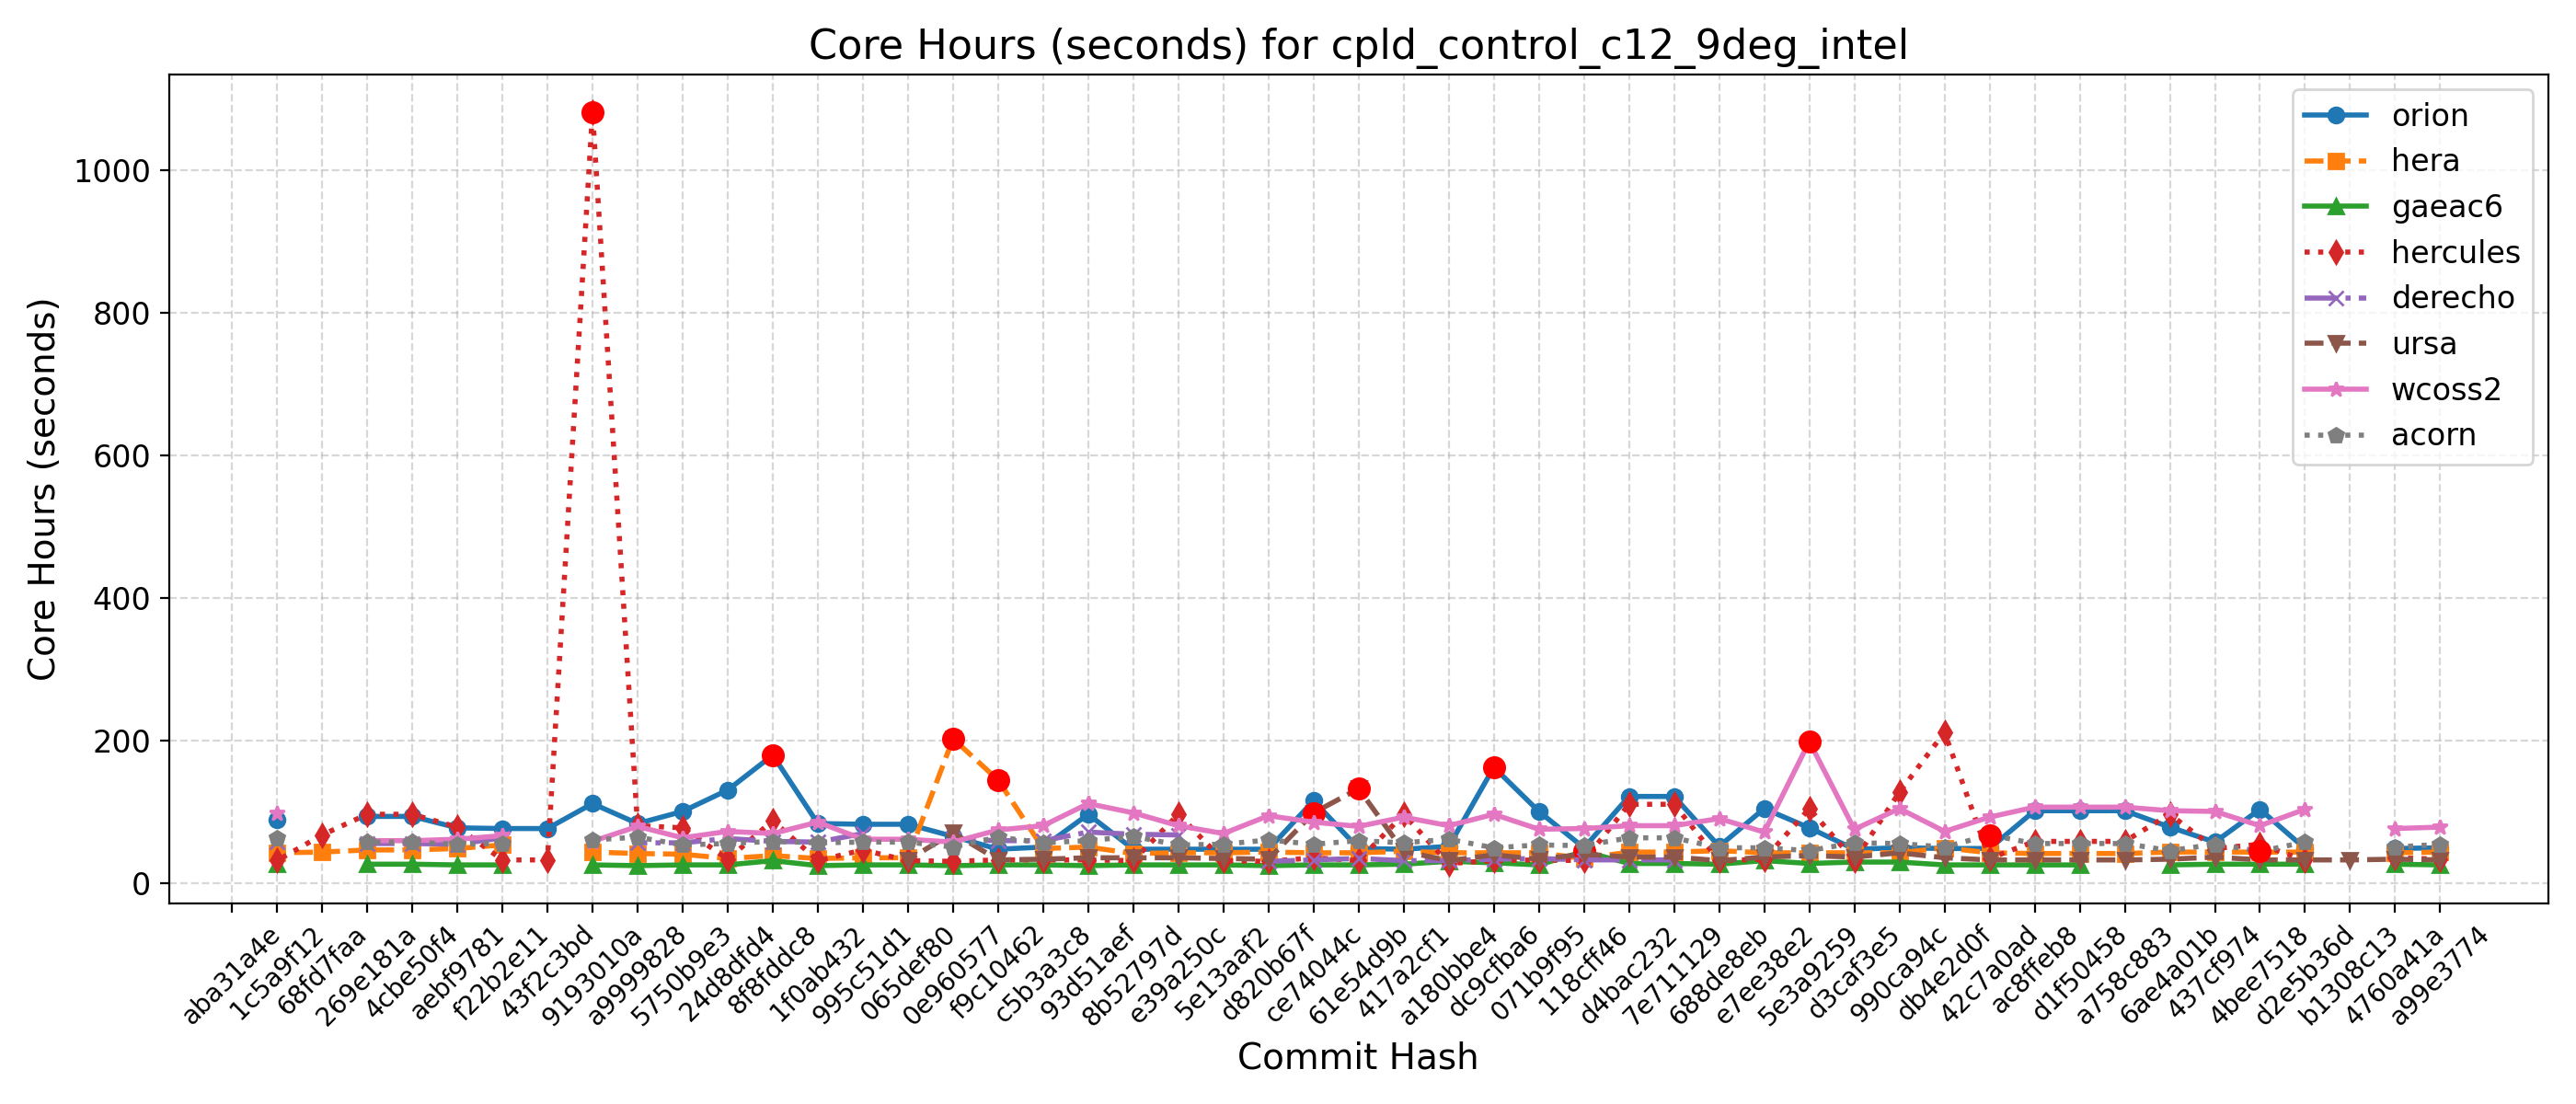 Core Hours (seconds) for cpld_control_c12_9deg_intel
Core Hours (seconds)
1000
800
600
400
200
0
orion
hera
gaeac6
hercules
derecho
ursa
wcoss2
acorn
aba31a4e
1c5a9f12
68fd7faa
269e181a
4cbe50f4
aebf9781
f22b2e11
43f2c3bd
9193010a
a9999828
5750b9e3
24d8dfd4
8f8fddc8
1f0ab432
995c51d1
065def80
0e960577
f9c10462
c5b3a3c8
93d51aef
8b52797d
e39a250c
5e13aaf2
d820b67f
ce74044c
61e54d9b
417a2cf1
a180bbe4
dc9cfba6
071b9f95
118cff46
d4bac232
7e711129
688de8eb
e7ee38e2
5e3a9259
d3caf3e5
990ca94c
db4e2d0f
42c7a0ad
ac8ffeb8
d1f50458
a758c883
6ae4a01b
437cf974
4bee7518
d2e5b36d
b1308c13
4760a41a
a99e3774
Commit Hash